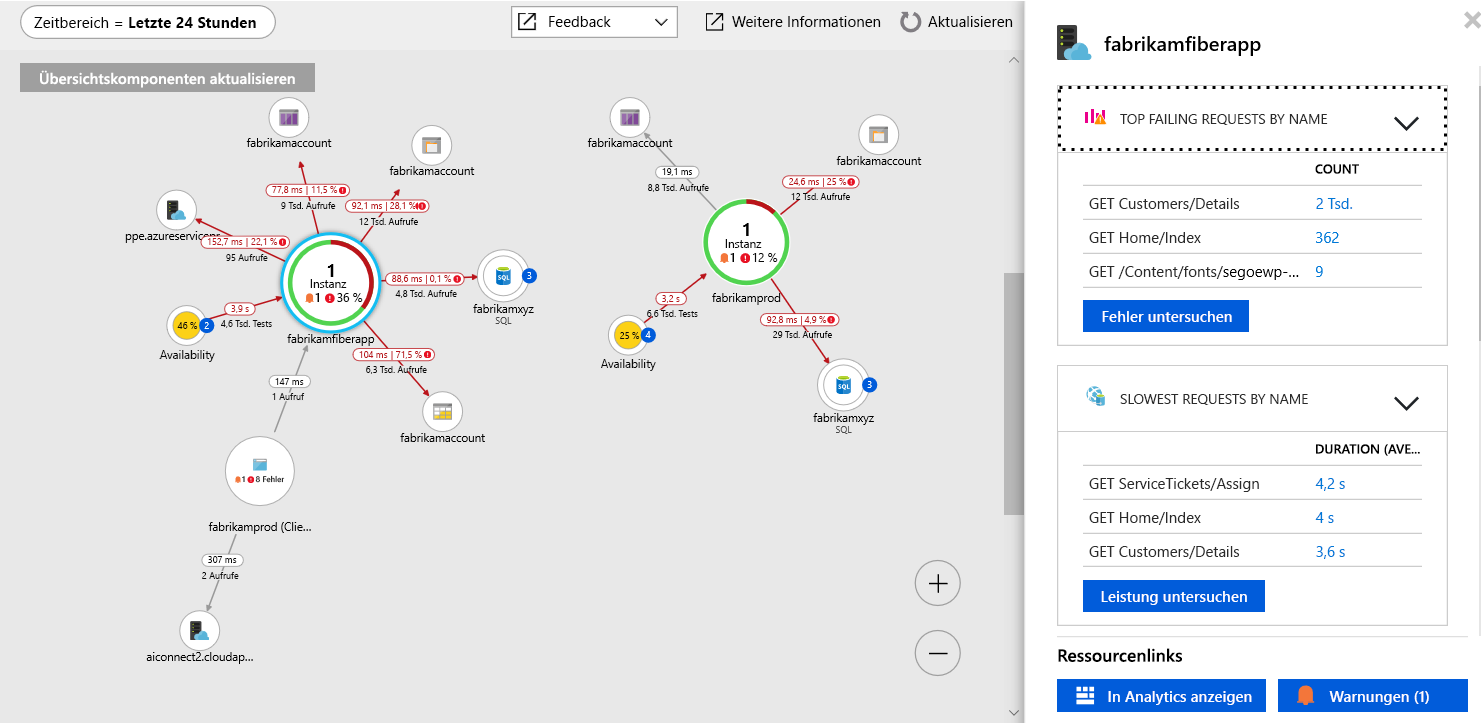 Zeitbereich = Letzte 24 Stunden
Feedback
Weitere Informationen
Aktualisieren
Übersichtskomponenten aktualisieren
fabrikamaccount
fabrikamaccount
77,8 ms | 11,5 %
9 Tsd. Aufrufe
92,1 ms | 28,1 %
12 Tsd. Aufrufe
ppe.azureservicepr
152,7 ms | 22,1 %
95 Aufrufe
1
Instanz
1 36 %
fabrikamfiberapp
88,6 ms | 0,1 %
4,8 Tsd. Aufrufe
SQL
3
fabrikamxyz
SQL
3,9 s
4,6 Tsd. Tests
46 %
2
Availability
104 ms | 71,5 %
6,3 Tsd. Aufrufe
fabrikamaccount
147 ms
1 Aufruf
1 8 Fehler
fabrikamprod (Clie...
307 ms
2 Aufrufe
aiconnect2.cloudap...
fabrikamaccount
fabrikamaccount
19,1 ms
8,8 Tsd. Aufrufe
24,6 ms | 25 %
12 Tsd. Aufrufe
1
Instanz
1 12 %
fabrikamprod
3,2 s
6,6 Tsd. Tests
25 %
4
Availability
92,8 ms | 4,9 %
29 Tsd. Aufrufe
SQL
3
fabrikamxyz
SQL
fabrikamfiberapp
TOP FAILING REQUESTS BY NAME
COUNT
GET Customers/Details 2 Tsd.
GET Home/Index 362
GET /Content/fonts/segoewp-... 9
Fehler untersuchen
SLOWEST REQUESTS BY NAME
DURATION (AVE...
GET ServiceTickets/Assign 4,2 s
GET Home/Index 4 s
GET Customers/Details 3,6 s
Leistung untersuchen
Ressourcenlinks
In Analytics anzeigen
Warnungen (1)